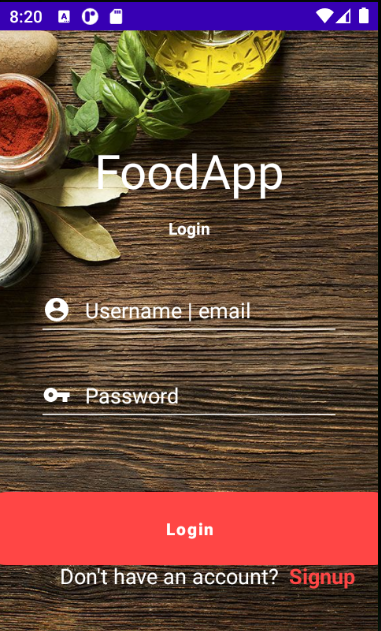 8:20
FoodApp
Login
Username | email
Password
Login
Don't have an account? Signup